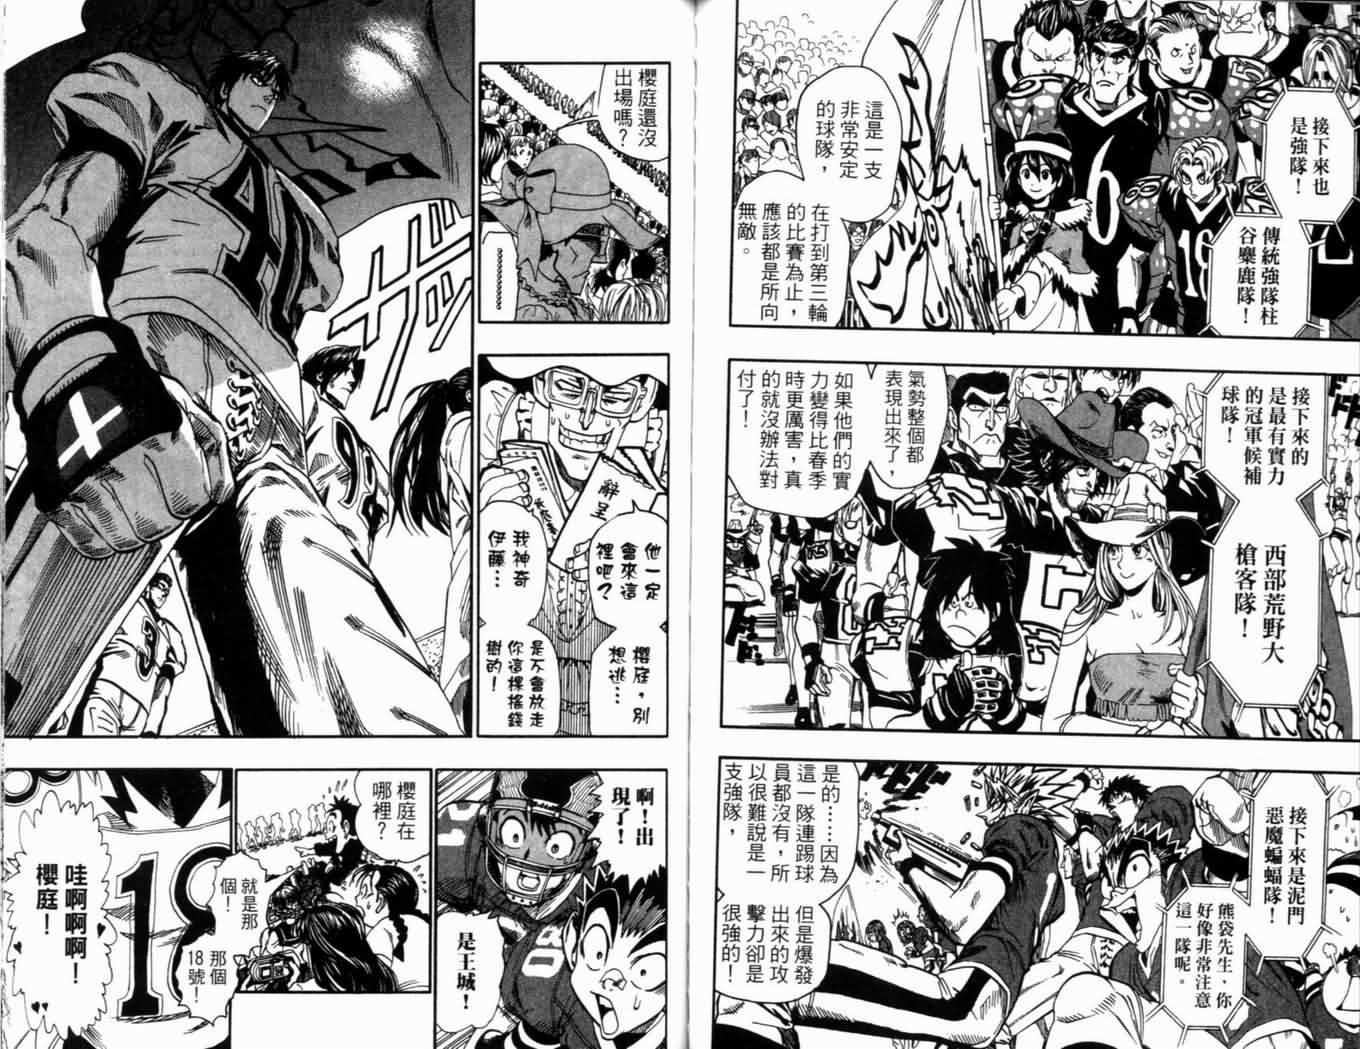 接下來也
是強隊！
傳統強隊柱
谷麋鹿隊！
這是一支
非常安定
的球隊，
在打到第三輪
的比賽為止，
應該都是所向
無敵。
6
16
接下來的
是最有實力
的冠軍候補
球隊！
西部荒野大
槍客隊！
氣勢整個都
表現出來了，
如果他們的實
力變得比春季
時更厲害，真
的就沒辦法對
付了！
接下來是泥門
惡魔蝙蝠隊！
熊袋先生、你
好像非常注意
這一隊呢。
是的……因為
這一隊連踢球
員都沒有，所
以很難說是一
支強隊，
但是爆發
出來的攻
擊力卻是
很強的！
櫻庭還沒
出場嗎？
…………
辭呈
他一定
會來這
裡吧？
櫻庭，別
想逃…
我神奇
伊藤…
是不會放走
你這棵搖錢
樹的！
ザッ
啊！出
現了！
是王城！
櫻庭在
哪裡？
就是那
個！
那個
18號！
18
哇啊啊啊！
櫻庭！